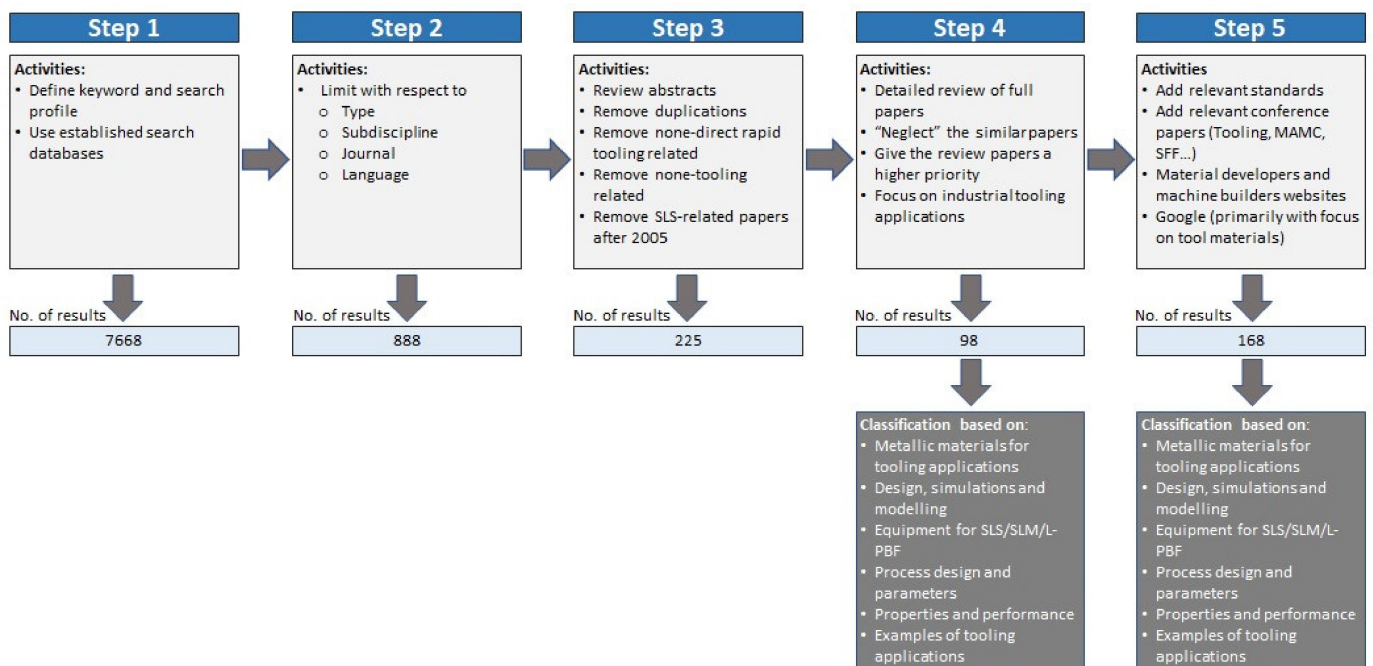 Step 1
Activities:
• Define keyword and search
profile
• Use established search
databases
No. of results
7668
Step 2
Activities:
• Limit with respect to
o Type
o Subdiscipline
o Journal
o Language
No. of results
888
Step 3
Activities:
• Review abstracts
• Remove duplications
• Remove none-direct rapid
tooling related
• Remove none-tooling
related
• Remove SLS-related papers
after 2005
No. of results
225
Step 4
Activities:
• Detailed review of full
papers
• “Neglect” the similar papers
• Give the review papers a
higher priority
• Focus on industrial tooling
applications
No. of results
98
Classification based on:
• Metallic materials for
tooling applications
• Design, simulations and
modelling
• Equipment for SLS/SLM/L-
PBF
• Process design and
parameters
• Properties and performance
• Examples of tooling
applications
Step 5
Activities
• Add relevant standards
• Add relevant conference
papers (Tooling, MAMC,
SFF...)
• Material developers and
machine builders websites
• Google (primarily with focus
on tool materials)
No. of results
168
Classification based on:
• Metallic materials for
tooling applications
• Design, simulations and
modelling
• Equipment for SLS/SLM/L-
PBF
• Process design and
parameters
• Properties and performance
• Examples of tooling
applications